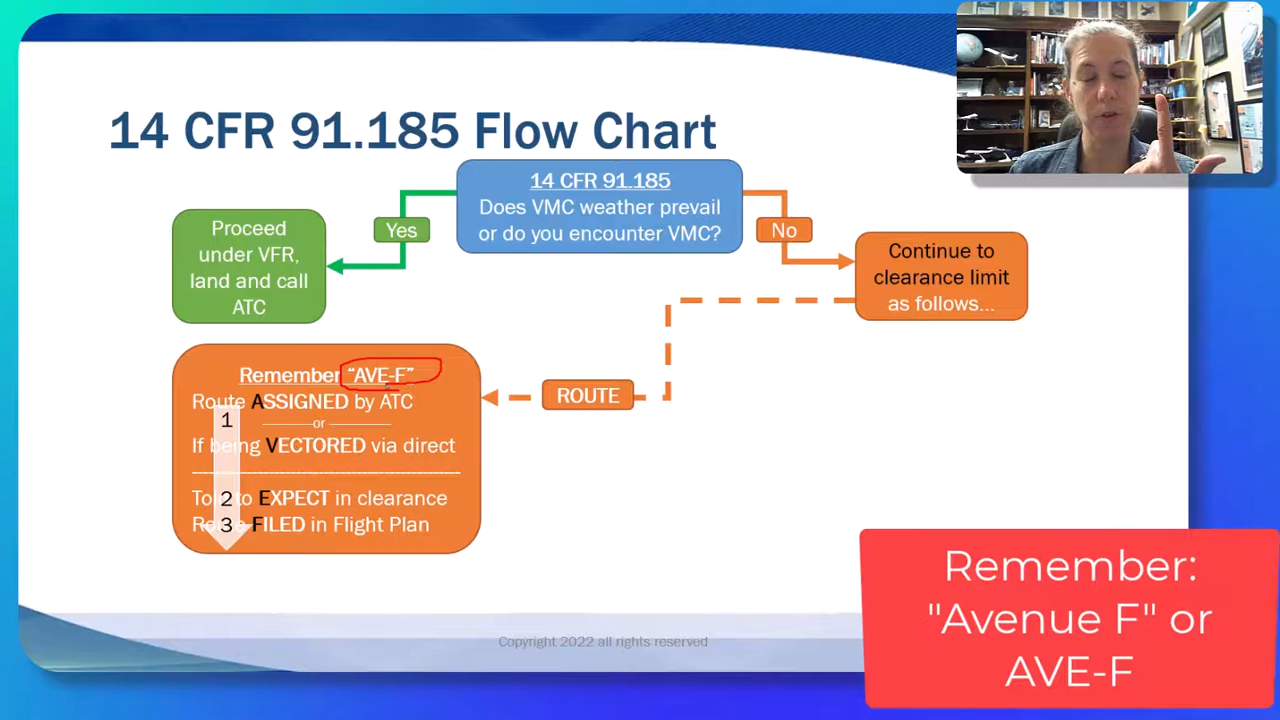 14 CFR 91.185 Flow Chart
14 CFR 91.185
Does VMC weather prevail
or do you encounter VMC?
Yes
No
Proceed
under VFR,
land and call
ATC
Continue to
clearance limit
as follows...
ROUTE
Remember “AVE-F”
Route ASSIGNED by ATC
1
or
If being VECTORED via direct
2
to EXPECT in clearance
3
FILED in Flight Plan
Remember:
"Avenue F" or
AVE-F
Copyright 2022 all rights reserved